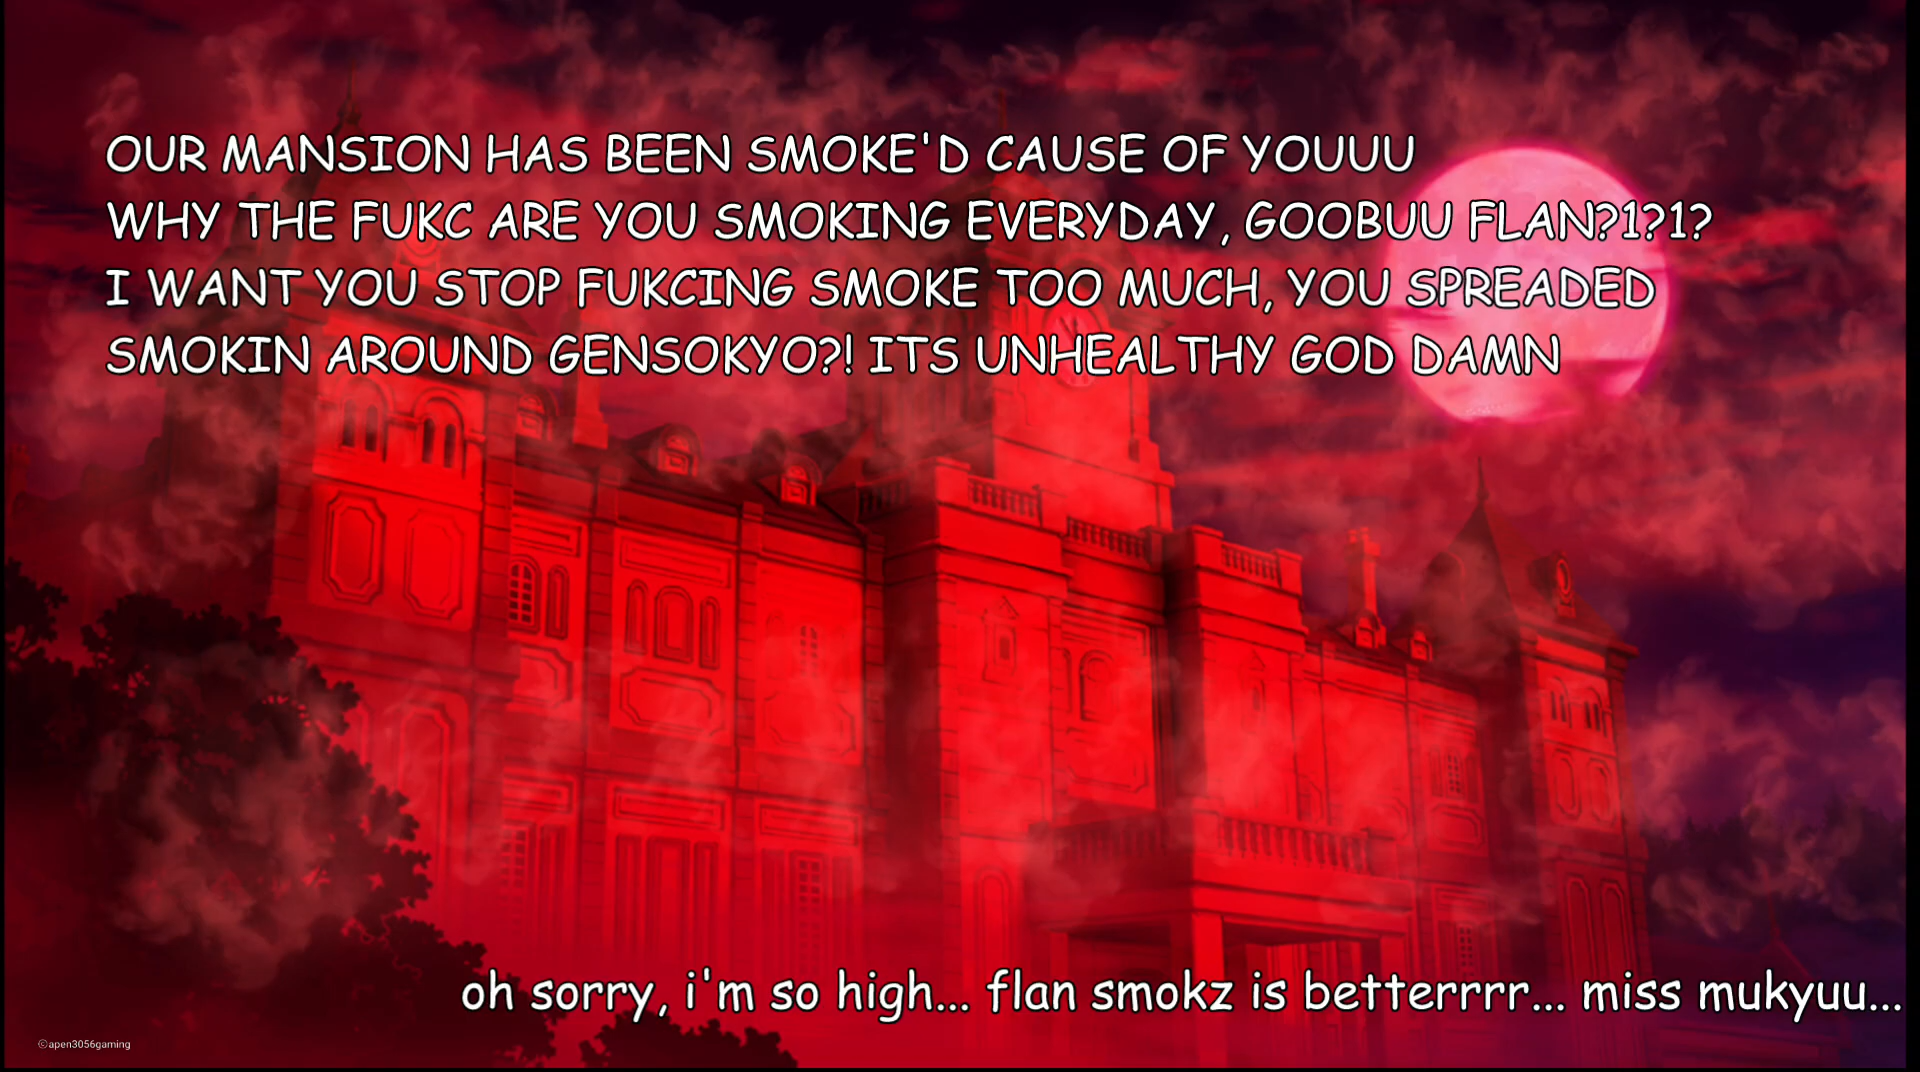 OUR MANSION HAS BEEN SMOKE'D CAUSE OF YOUUU
WHY THE FUKC ARE YOU SMOKING EVERYDAY, GOOBUU FLAN?1?1?
I WANT YOU STOP FUKCING SMOKE TOO MUCH, YOU SPREADED
SMOKIN AROUND GENSOKYO?! ITS UNHEALTHY GOD DAMN
oh sorry, i'm so high... flan smokz is betterrrr... miss mukyuu...
©apen3056gaming